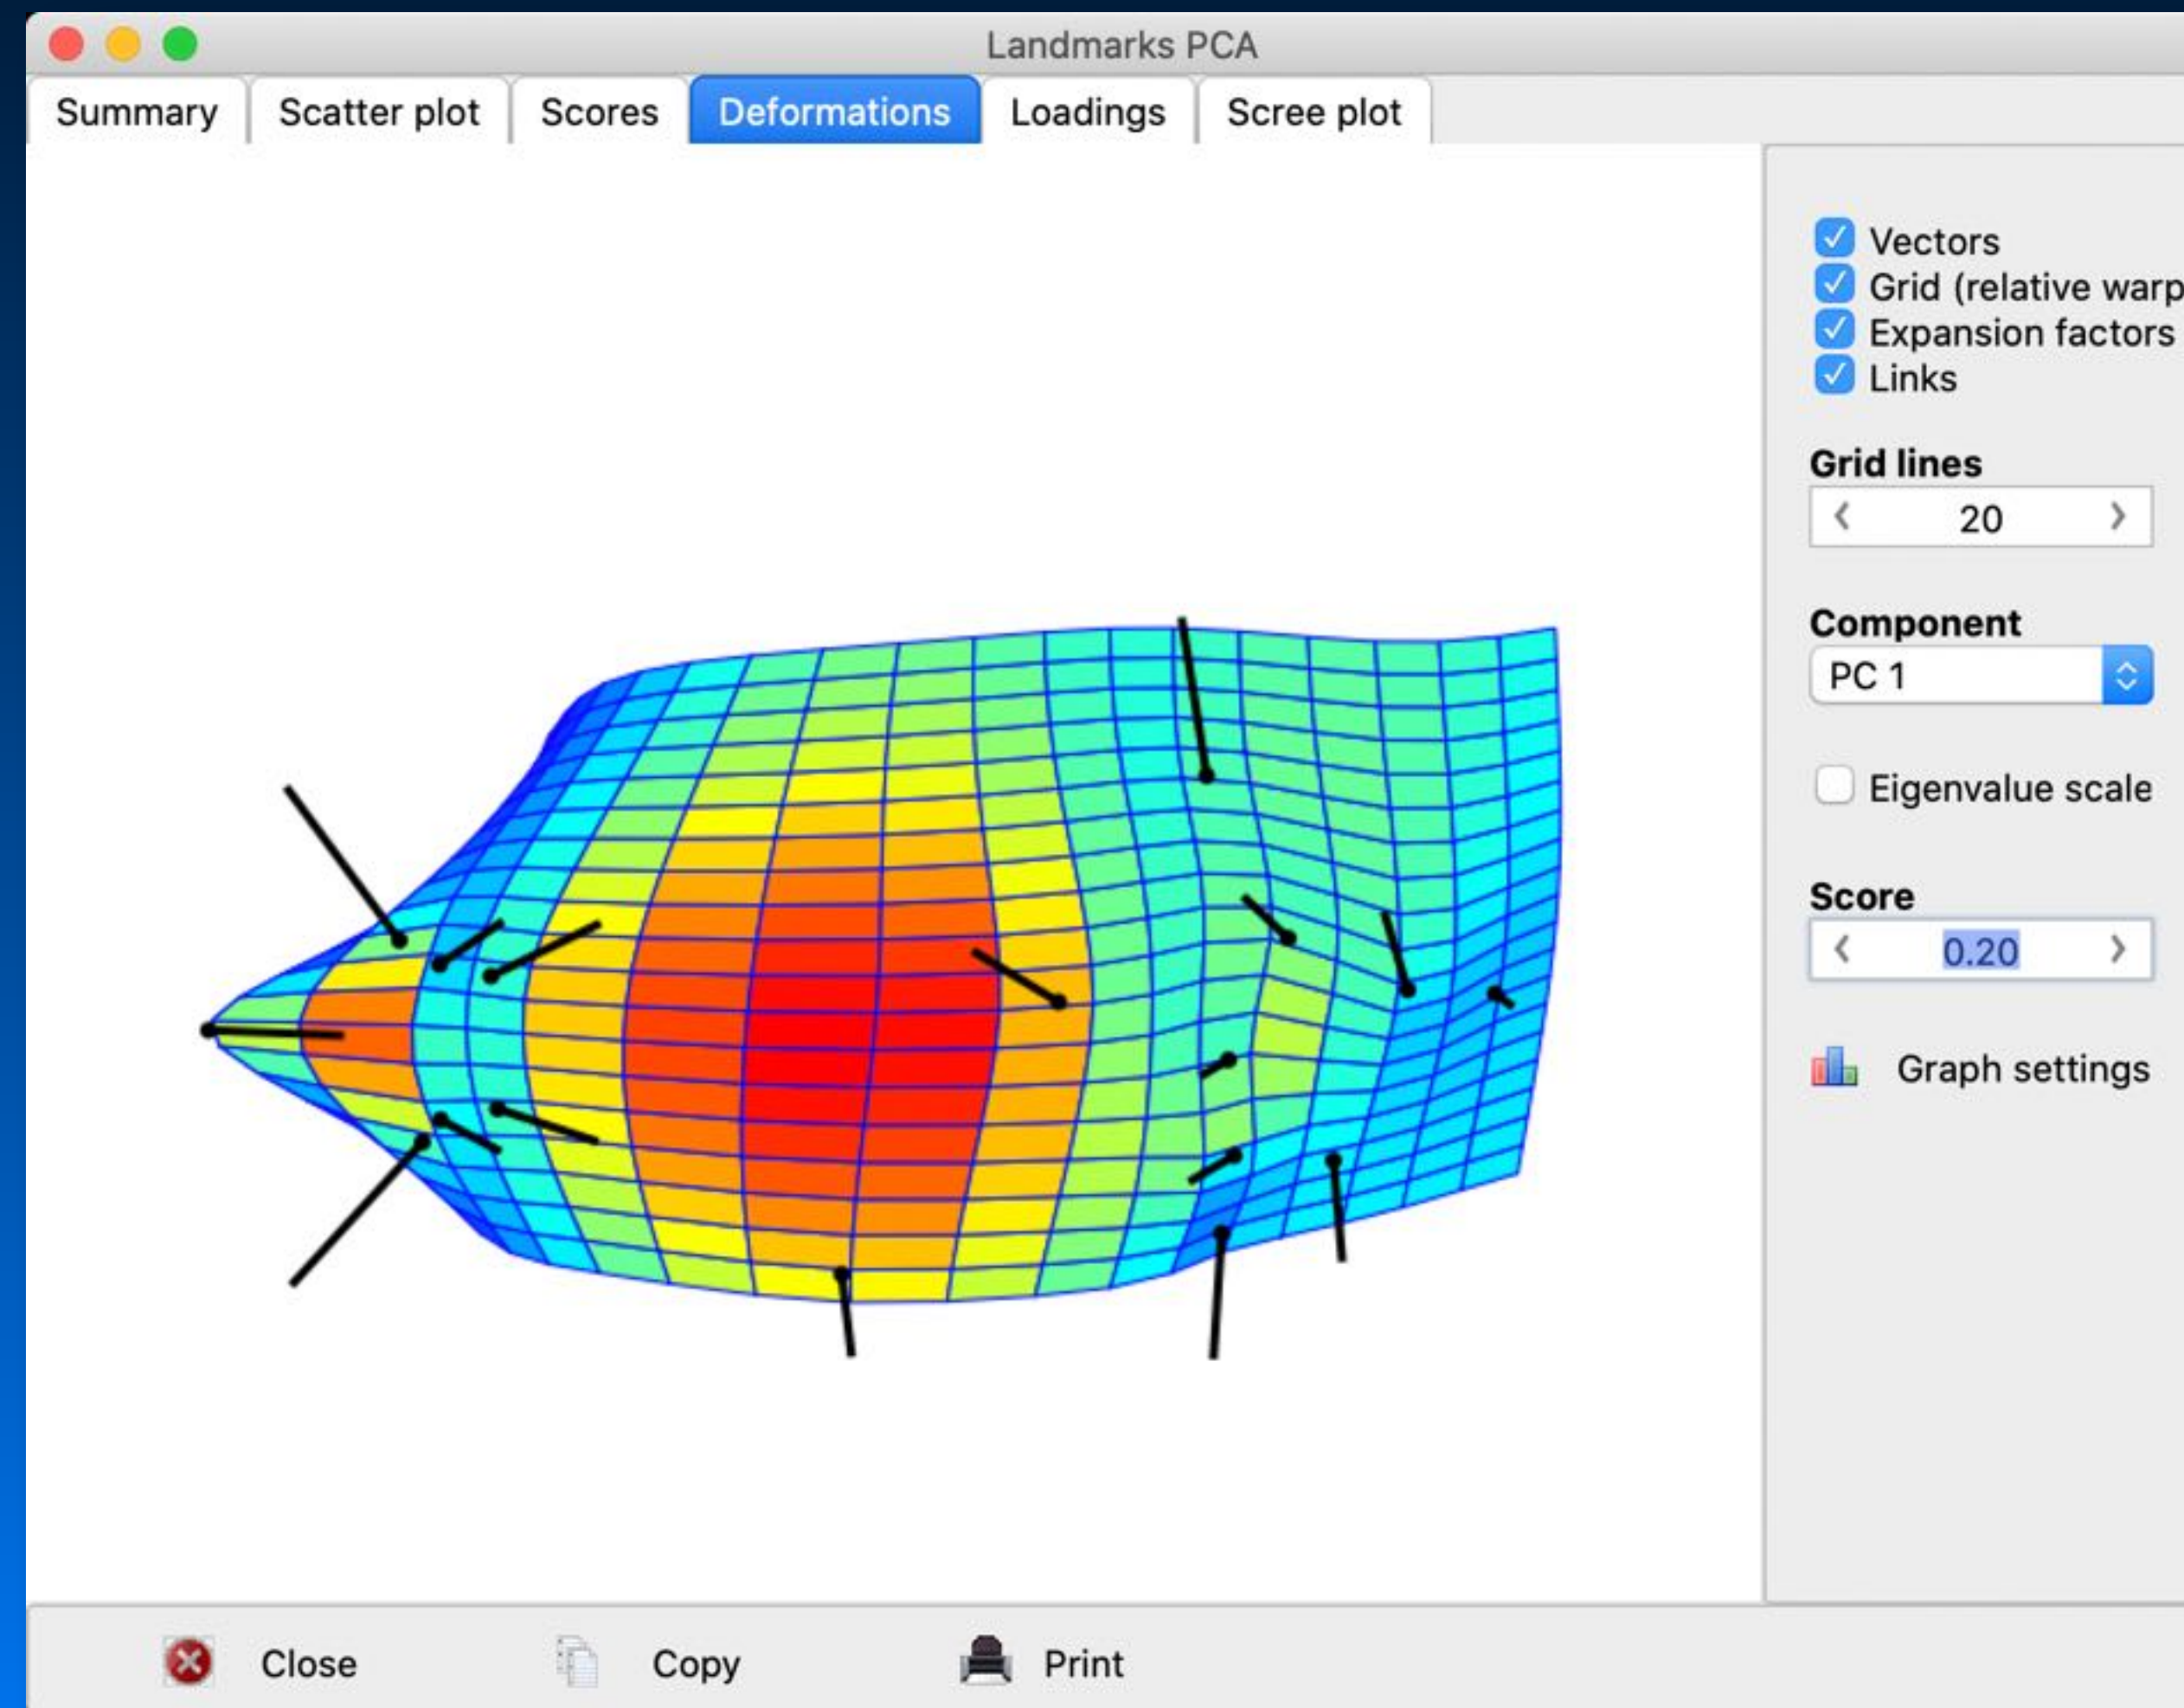 Landmarks PCA
Summary Scatter plot Scores Deformations Loadings Scree plot
Vectors
Grid (relative warp
Expansion factors
Links
Grid lines
20
Component
PC 1
Eigenvalue scale
Score
0.20
Graph settings
Close Copy Print